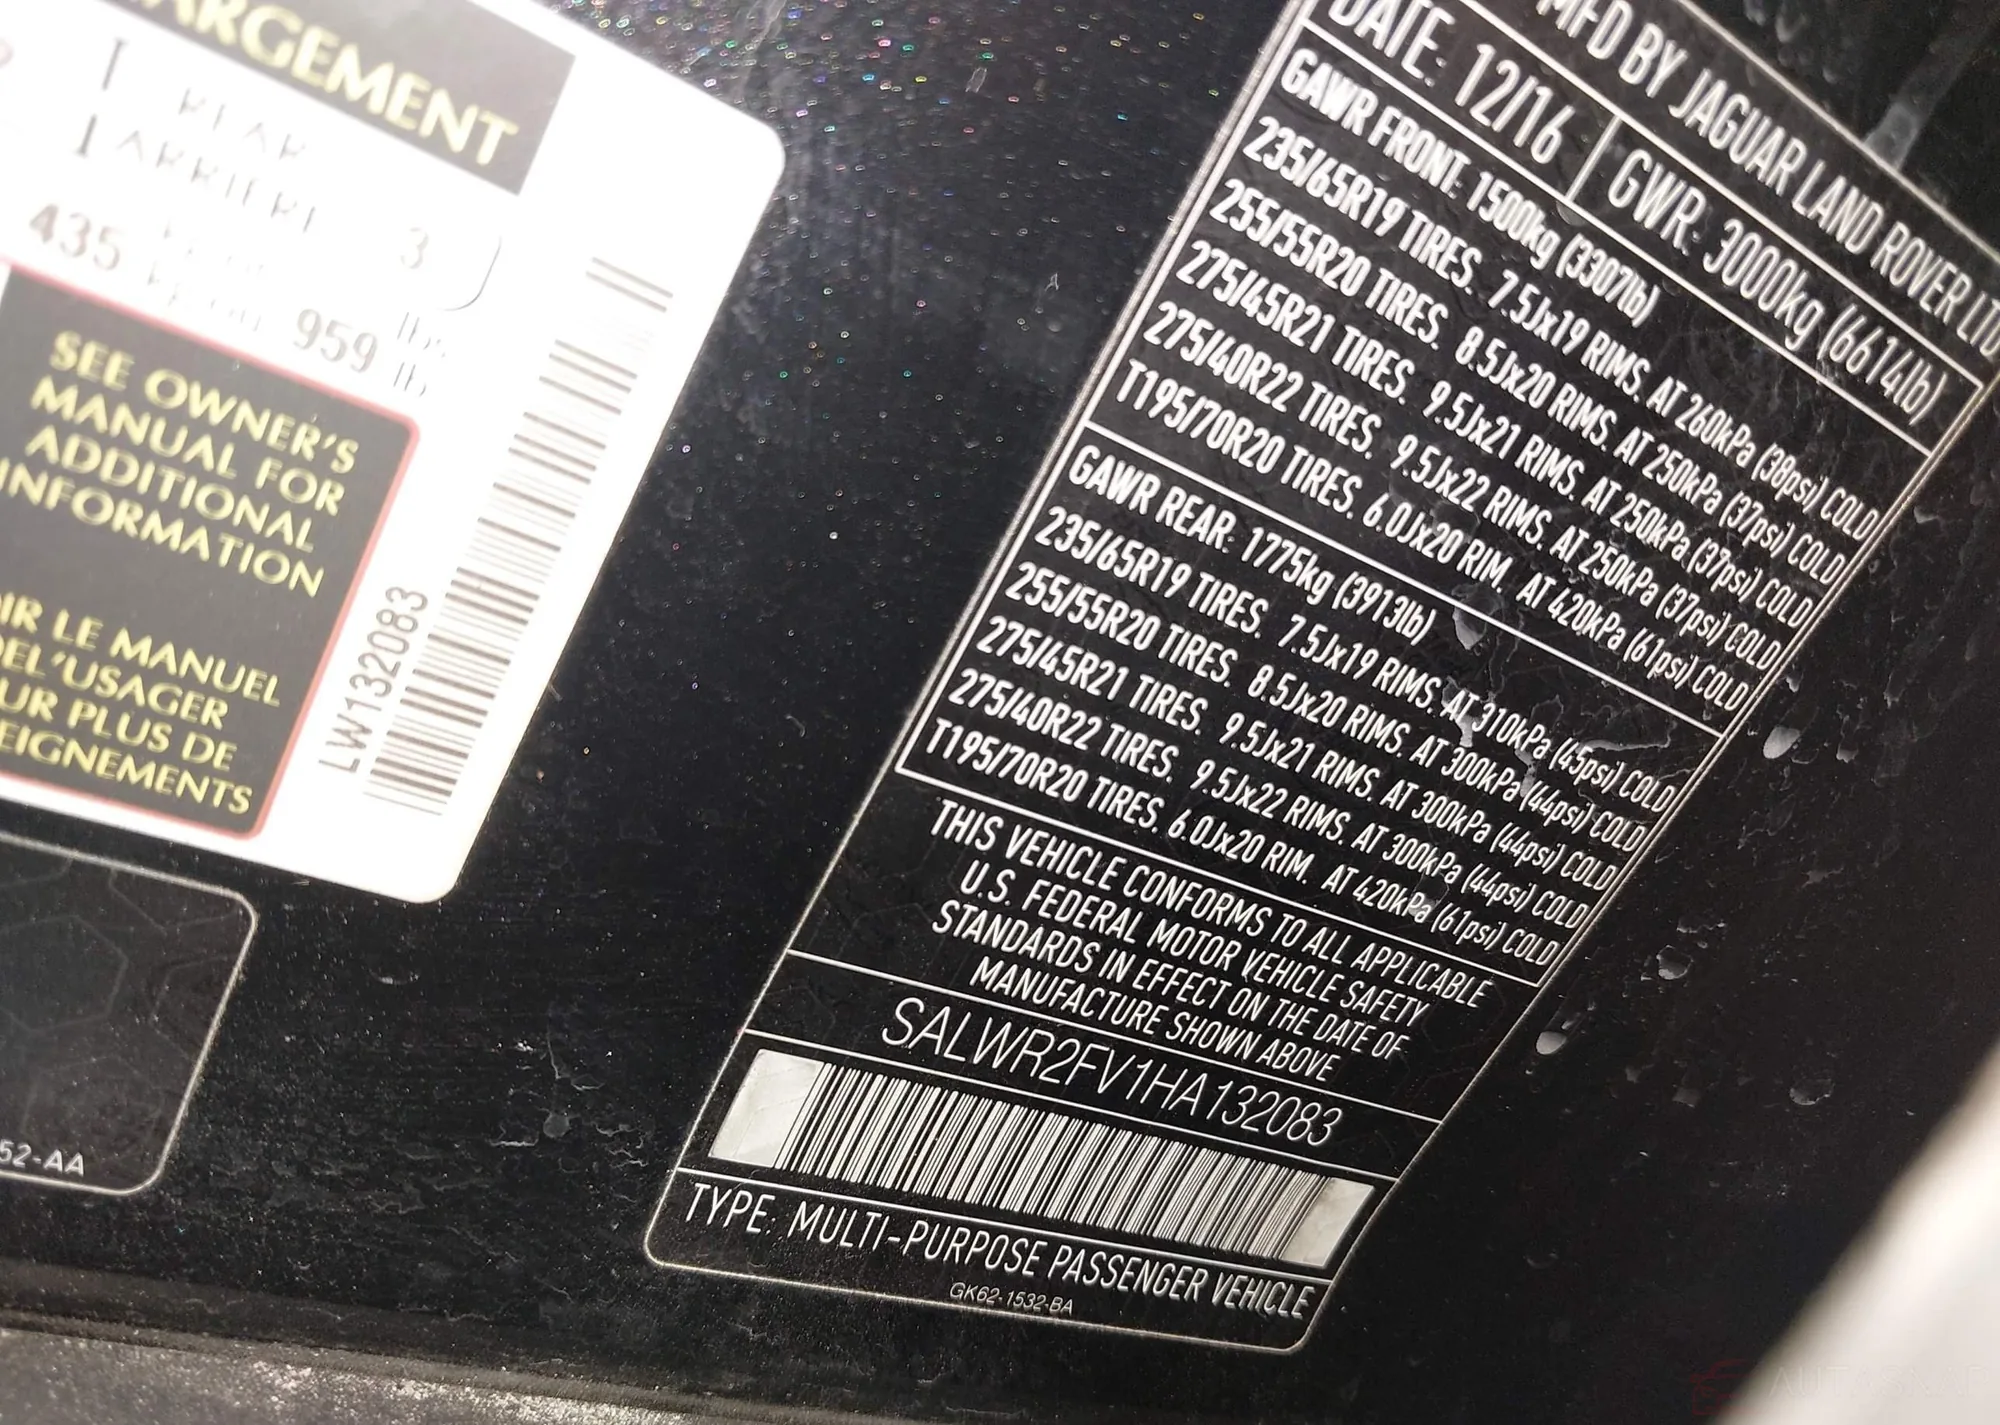 ARGEMENT
REAR
ARRIERE
3
435
959
lb
SEE OWNER'S
MANUAL FOR
ADDITIONAL
INFORMATION
IR LE MANUEL
DEL'USAGER
UR PLUS DE
EIGNEMENTS
LW132083
52-AA
MFD BY JAGUAR LAND ROVER LTD
DATE: 12/16 GWR: 3000kg (6614lb)
GAWR FRONT: 1500kg (3307lb)
235/65R19 TIRES. 7.5Jx19 RIMS. AT 260kPa (38psi) COLD
255/55R20 TIRES. 8.5Jx20 RIMS. AT 250kPa (37psi) COLD
275/45R21 TIRES. 9.5Jx21 RIMS. AT 250kPa (37psi) COLD
275/40R22 TIRES. 9.5Jx22 RIMS. AT 250kPa (37psi) COLD
T195/70R20 TIRES. 6.0Jx20 RIM. AT 420kPa (61psi) COLD
GAWR REAR: 1775kg (3913lb)
235/65R19 TIRES. 7.5Jx19 RIMS. AT 310kPa (45psi) COLD
255/55R20 TIRES. 8.5Jx20 RIMS. AT 300kPa (44psi) COLD
275/45R21 TIRES. 9.5Jx21 RIMS. AT 300kPa (44psi) COLD
275/40R22 TIRES. 9.5Jx22 RIMS. AT 300kPa (44psi) COLD
T195/70R20 TIRES. 6.0Jx20 RIM. AT 420kPa (61psi) COLD
THIS VEHICLE CONFORMS TO ALL APPLICABLE
U.S. FEDERAL MOTOR VEHICLE SAFETY
STANDARDS IN EFFECT ON THE DATE OF
MANUFACTURE SHOWN ABOVE
SALWR2FV1HA132083
TYPE: MULTI-PURPOSE PASSENGER VEHICLE
GK62-1532-BA